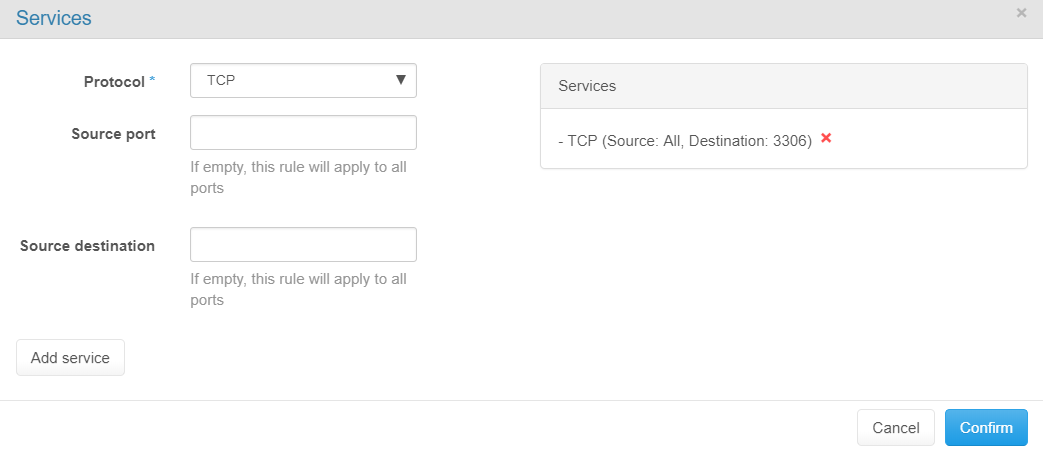 Services
×
Protocol *
TCP
Source port
If empty, this rule will apply to all
ports
Source destination
If empty, this rule will apply to all
ports
Add service
Services
- TCP (Source: All, Destination: 3306)
Cancel
Confirm